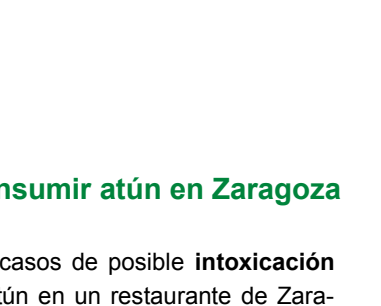 nsumir atún en Zaragoza
casos de posible intoxicación
tún en un restaurante de Zara-